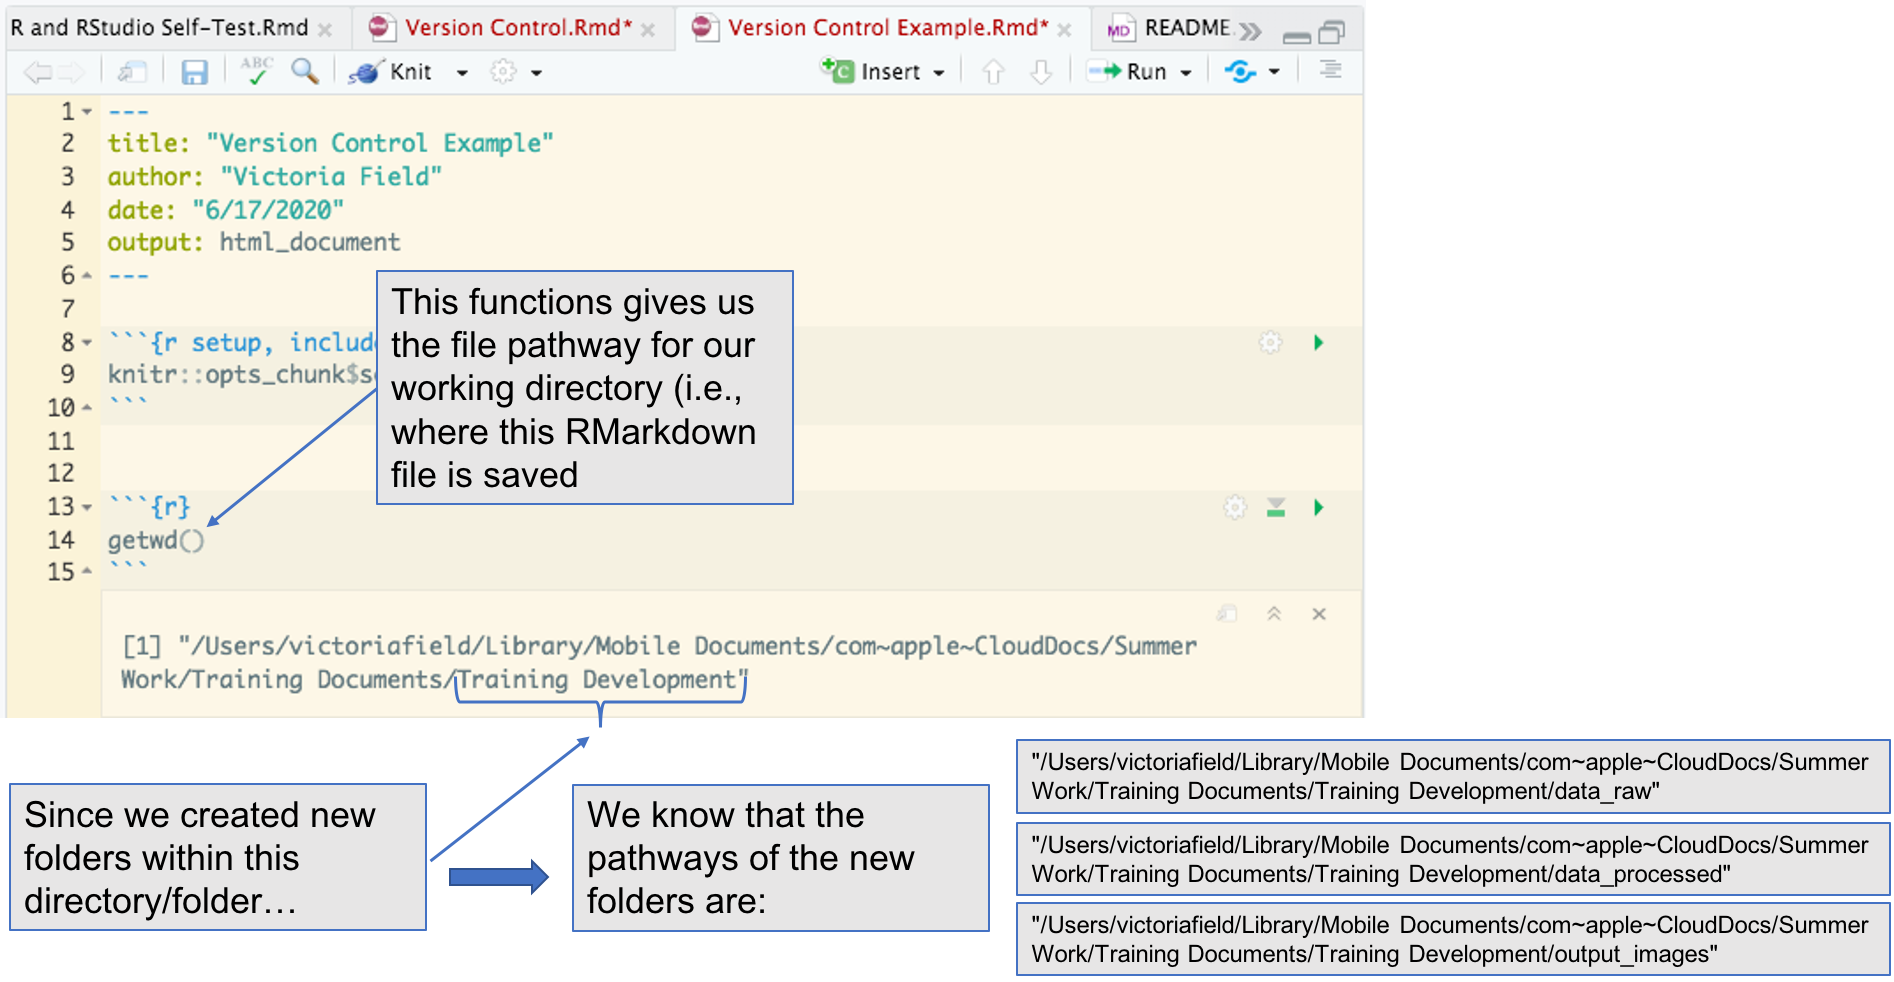 R and RStudio Self-Test.Rmd
Version Control.Rmd*
Version Control Example.Rmd*
MD README
ABC Knit Insert Run
1 ---
2 title: "Version Control Example"
3 author: "Victoria Field"
4 date: "6/17/2020"
5 output: html_document
6 ---
7
8 ```{r setup, includ
9 knitr::opts_chunk$s
10 ```
11
12
13 ```{r}
14 getwd()
15 ```
This functions gives us
the file pathway for our
working directory (i.e.,
where this RMarkdown
file is saved
[1] "/Users/victoriafield/Library/Mobile Documents/com~apple~CloudDocs/Summer
Work/Training Documents/Training Development"
Since we created new
folders within this
directory/folder…
We know that the
pathways of the new
folders are:
"/Users/victoriafield/Library/Mobile Documents/com~apple~CloudDocs/Summer
Work/Training Documents/Training Development/data_raw"
"/Users/victoriafield/Library/Mobile Documents/com~apple~CloudDocs/Summer
Work/Training Documents/Training Development/data_processed"
"/Users/victoriafield/Library/Mobile Documents/com~apple~CloudDocs/Summer
Work/Training Documents/Training Development/output_images"